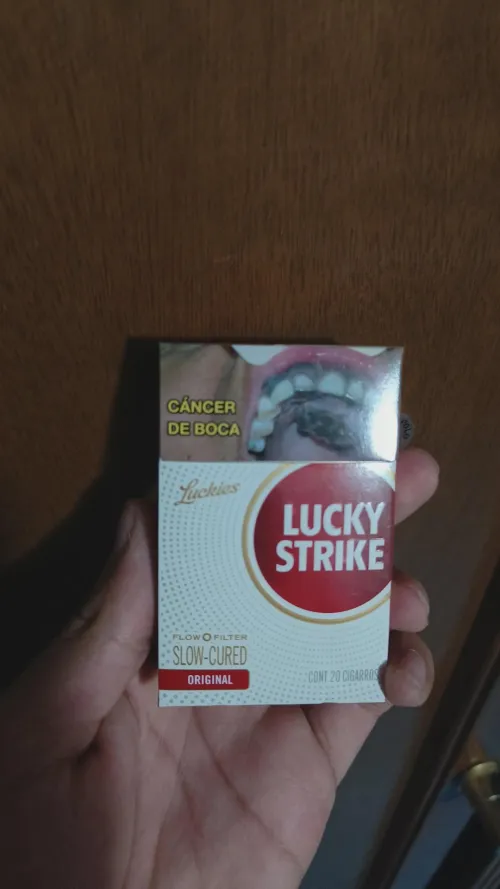 CÁNCER
DE BOCA
Luckies
LUCKY
STRIKE
FLOW FILTER
SLOW-CURED
ORIGINAL
CONT. 20 CIGARROS